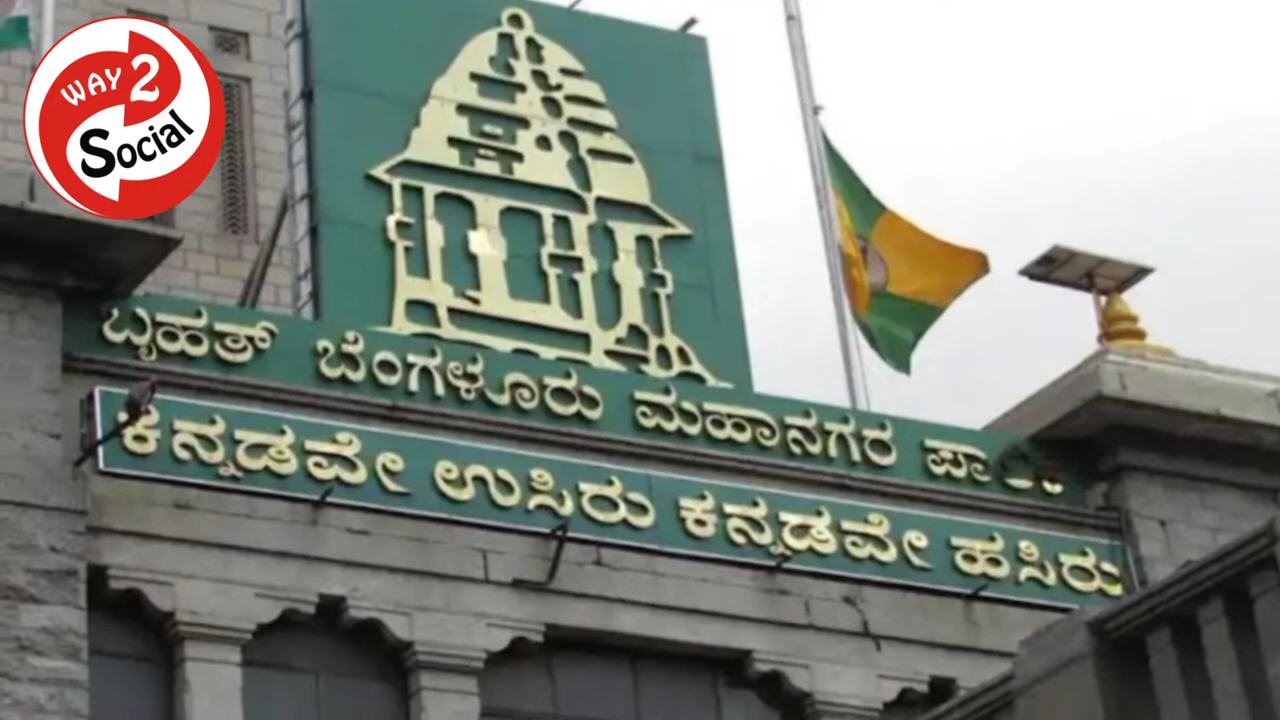 WAY 2
Social
ಬೃಹತ್ ಬೆಂಗಳೂರು ಮಹಾನಗರ
ಕನ್ನಡವೇ ಉಸಿರು ಕನ್ನಡವೇ ಹಸಿರು